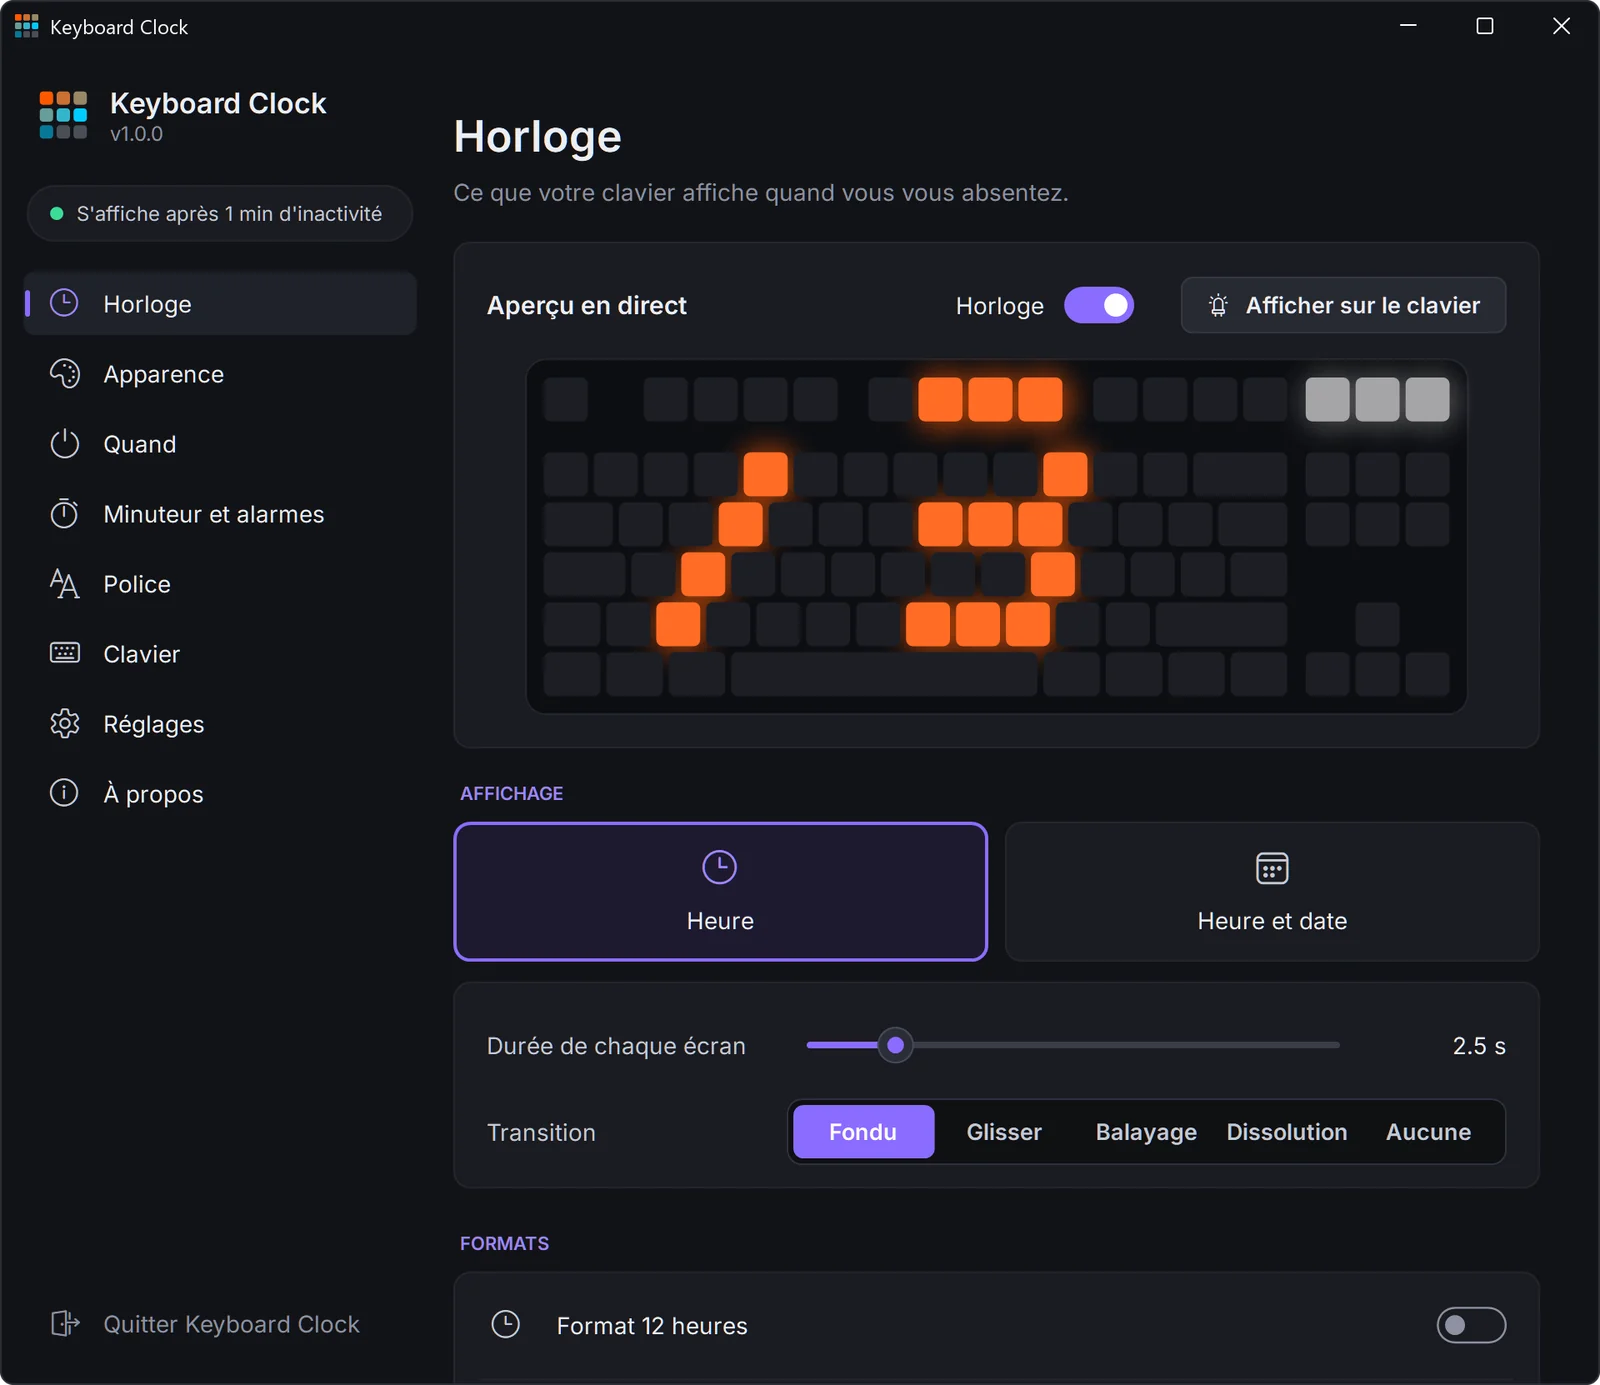 Keyboard Clock
Keyboard Clock
v1.0.0
S'affiche après 1 min d'inactivité
Horloge
Apparence
Quand
Minuteur et alarmes
Police
Clavier
Réglages
À propos
Quitter Keyboard Clock
Horloge
Ce que votre clavier affiche quand vous vous absentez.
Aperçu en direct
Horloge
Afficher sur le clavier
AFFICHAGE
Heure
Heure et date
Durée de chaque écran
2.5 s
Transition
Fondu
Glisser
Balayage
Dissolution
Aucune
FORMATS
Format 12 heures